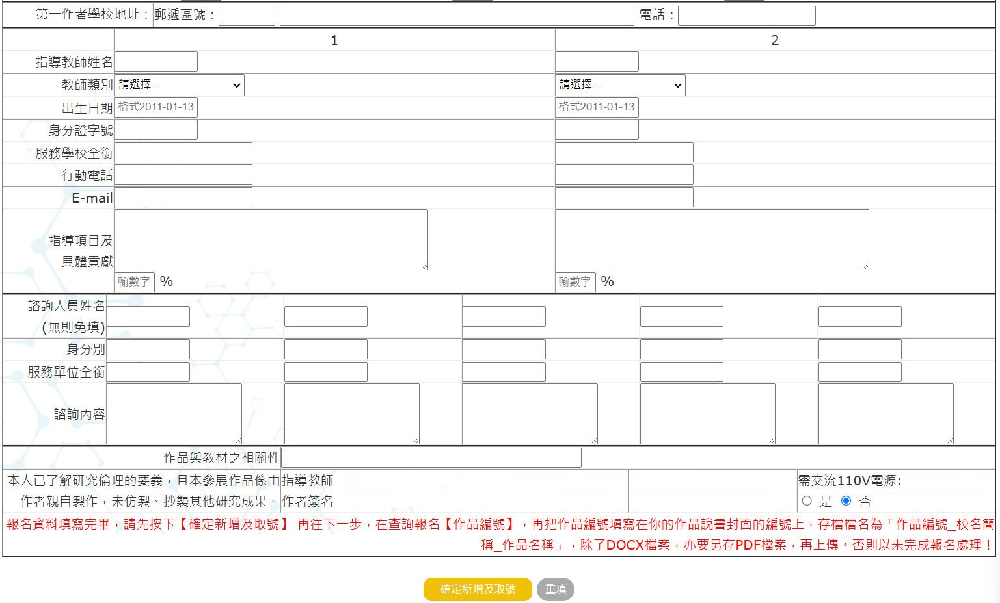 第一作者學校地址： 郵遞區號： 電話：
1 2
指導教師姓名
教師類別 請選擇... 請選擇...
出生日期 格式2011-01-13 格式2011-01-13
身分證字號
服務學校全銜
行動電話
E-mail
指導項目及
具體貢獻
輸數字 % 輸數字 %
諮詢人員姓名
(無則免填)
身分別
服務單位全銜
諮詢內容
作品與教材之相關性
本人已了解研究倫理的要義，且本參展作品係由
作者親自製作，未仿製、抄襲其他研究成果。
指導教師
作者簽名
需交流110V電源:
是 否
報名資料填寫完畢，請先按下【確定新增及取號】 再往下一步，在查詢報名【作品編號】，再把作品編號填寫在你的作品說書封面的編號上，存檔檔名為「作品編號_校名簡
稱_作品名稱」，除了DOCX檔案，亦要另存PDF檔案，再上傳。否則以未完成報名處理！
確定新增及取號 重填